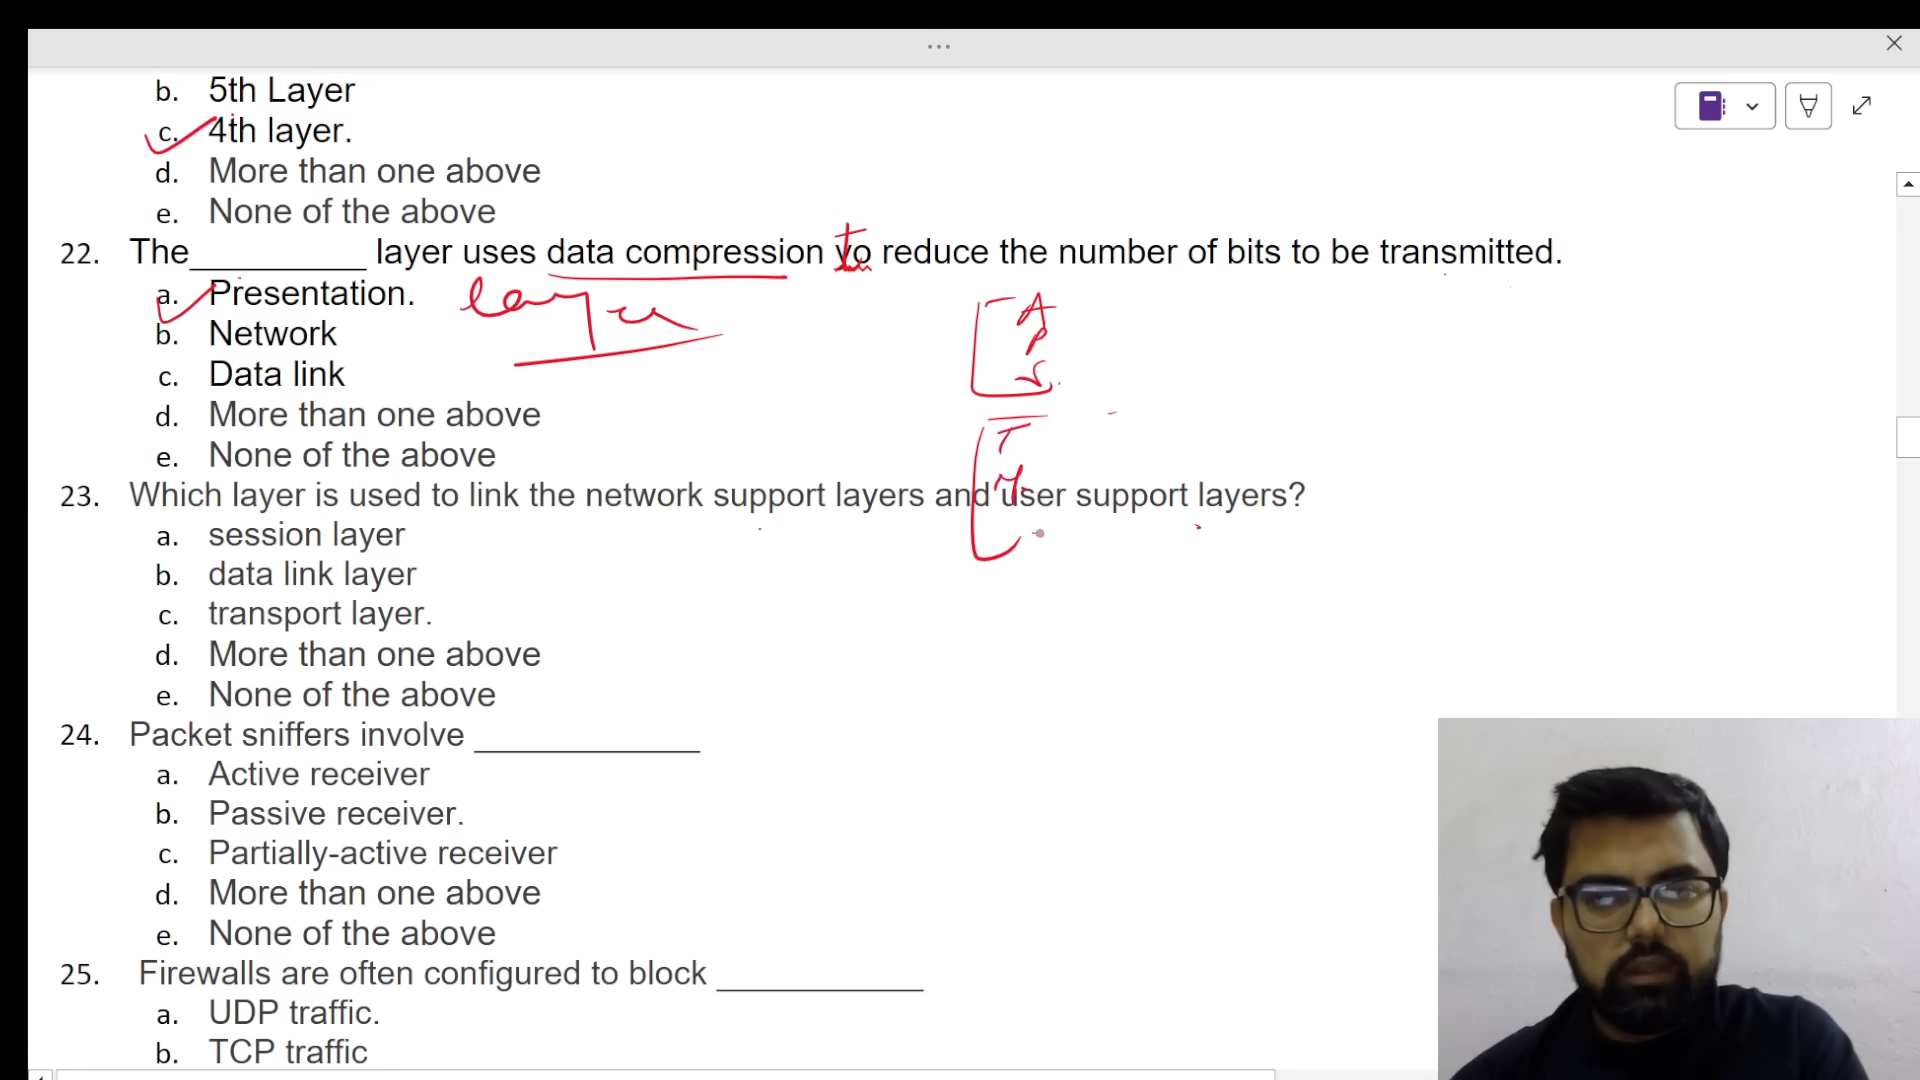 b. 5th Layer
c. 4th layer.
d. More than one above
e. None of the above
22. The__________ layer uses data compression to reduce the number of bits to be transmitted.
a. Presentation.
layer
b. Network
c. Data link
d. More than one above
e. None of the above
A
P
S
T
N
23. Which layer is used to link the network support layers and user support layers?
a. session layer
b. data link layer
c. transport layer.
d. More than one above
e. None of the above
24. Packet sniffers involve _____________
a. Active receiver
b. Passive receiver.
c. Partially-active receiver
d. More than one above
e. None of the above
25. Firewalls are often configured to block ____________
a. UDP traffic.
b. TCP traffic